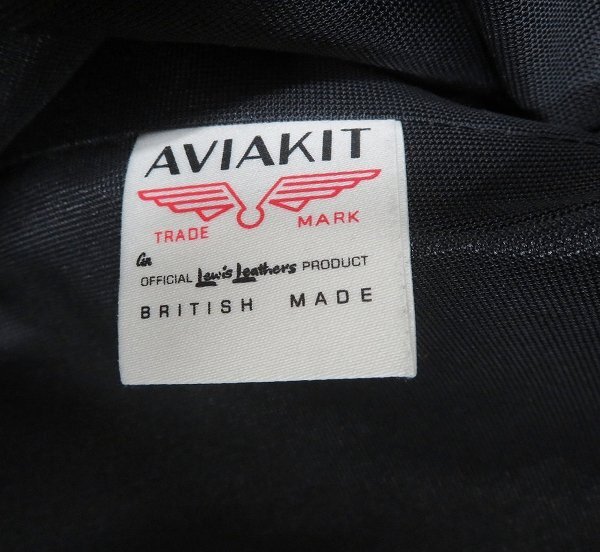 AVIAKIT
TRADE MARK
An
OFFICIAL Lewis Leathers PRODUCT
BRITISH MADE